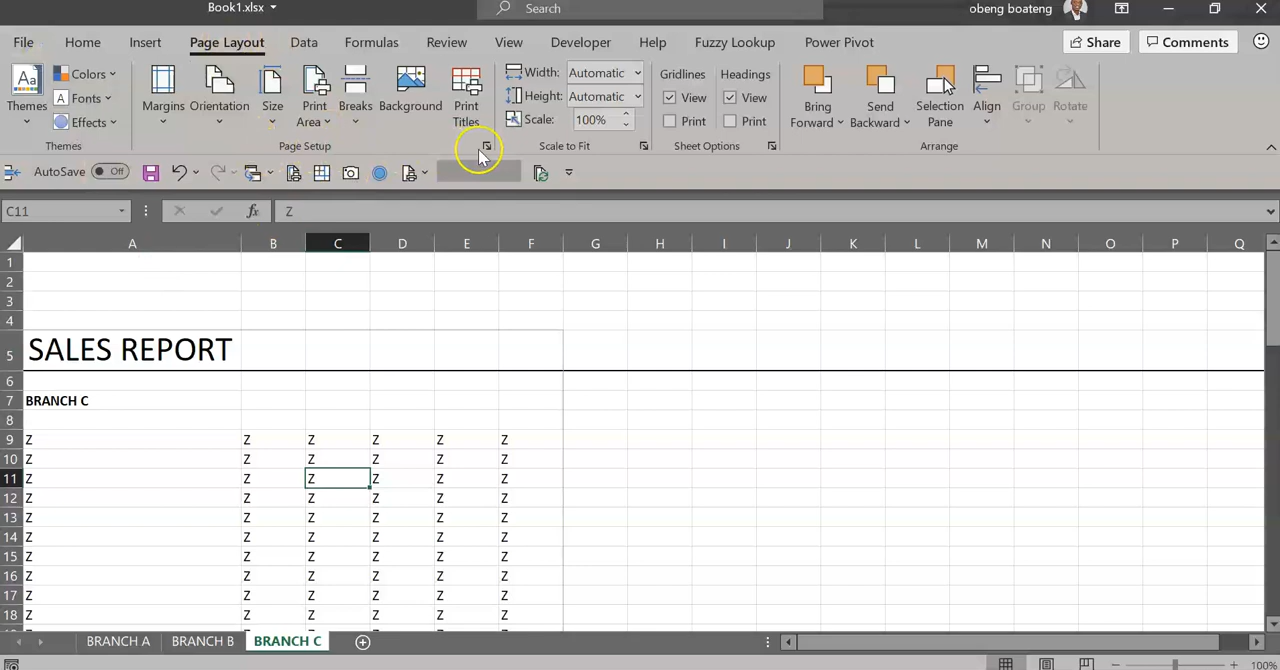 Book1.xlsx
Search
obeng boateng
File Home Insert Page Layout Data Formulas Review View Developer Help Fuzzy Lookup Power Pivot Share Comments
Aa
Themes
Colors
Fonts
Effects
Margins
Orientation
Size
Print Area
Breaks
Background
Print Titles
Width: Automatic
Height: Automatic
Scale: 100%
Gridlines
View
Print
Headings
View
Print
Bring Forward
Send Backward
Selection Pane
Align
Group
Rotate
Themes Page Setup Scale to Fit Sheet Options Arrange
AutoSave Off
C11 fx Z
A B C D E F G H I J K L M N O P Q
1
2
3
4
5 SALES REPORT
6
7 BRANCH C
8
9 Z Z Z Z Z Z
10 Z Z Z Z Z Z
11 Z Z Z Z Z Z
12 Z Z Z Z Z Z
13 Z Z Z Z Z Z
14 Z Z Z Z Z Z
15 Z Z Z Z Z Z
16 Z Z Z Z Z Z
17 Z Z Z Z Z Z
18 Z Z Z Z Z Z
BRANCH A BRANCH B BRANCH C
100%